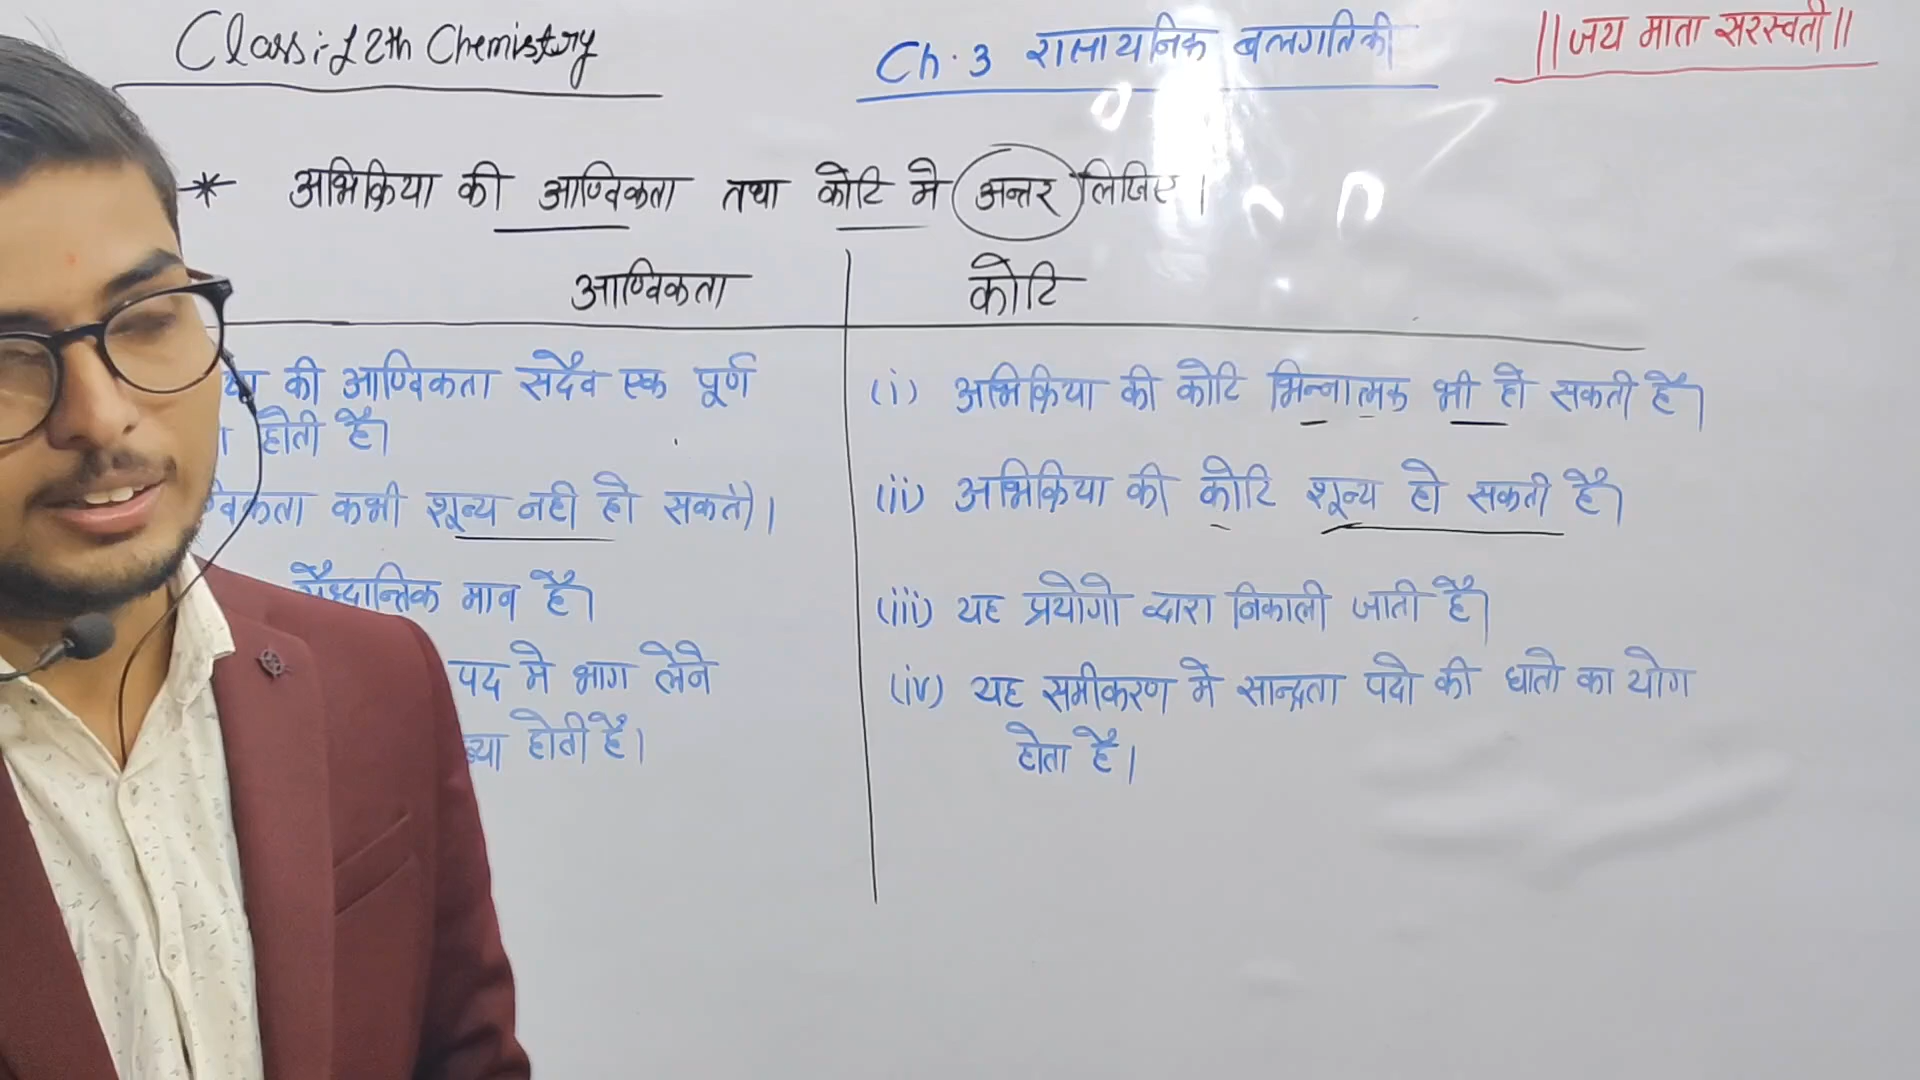 Class :- 12th Chemistry
Ch. 3 रासायनिक बलगतिकी
||जय माता सरस्वती||
* अभिक्रिया की आण्विकता तथा कोटि मे अन्तर लिखिए।
आण्विकता
कोटि
की आण्विकता सदैव एक पूर्ण
होती है।
कभी शून्य नही हो सकती।
सैध्दान्तिक मान है।
पद मे भाग लेने
होती है।
(i) अभिक्रिया की कोटि भिन्नात्मक भी हो सकती है।
(ii) अभिक्रिया की कोटि शून्य हो सकती है।
(iii) यह प्रयोगो द्वारा निकाली जाती है।
(iv) यह समीकरण मे सान्द्रता पदो की घातो का योग
होता है।